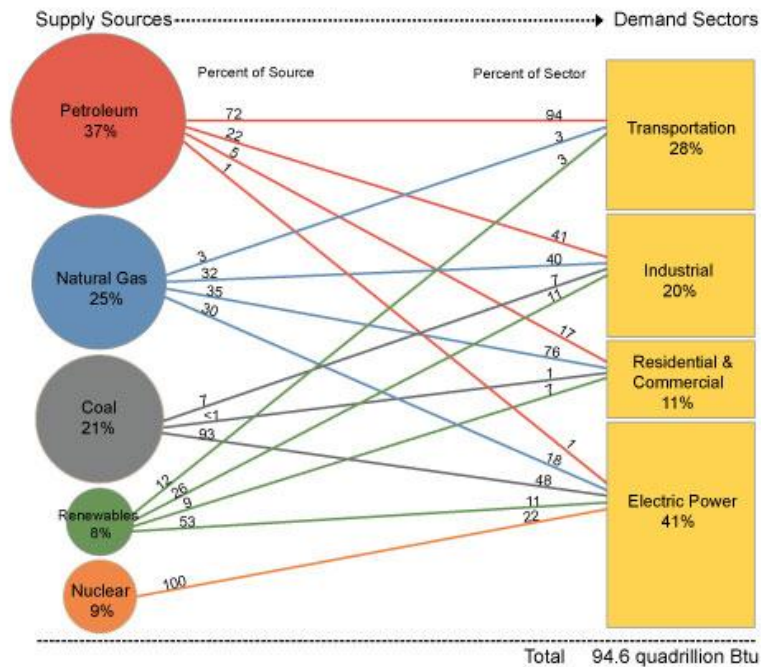 Supply Sources
Demand Sectors
Percent of Source
Percent of Sector
Petroleum
37%
72
22
5
1
Natural Gas
25%
3
32
35
30
Coal
21%
7
<1
93
Renewables
8%
12
26
9
53
Nuclear
9%
100
94
3
3
Transportation
28%
41
40
7
11
Industrial
20%
17
76
1
7
Residential &
Commercial
11%
1
18
48
11
22
Electric Power
41%
Total 94.6 quadrillion Btu